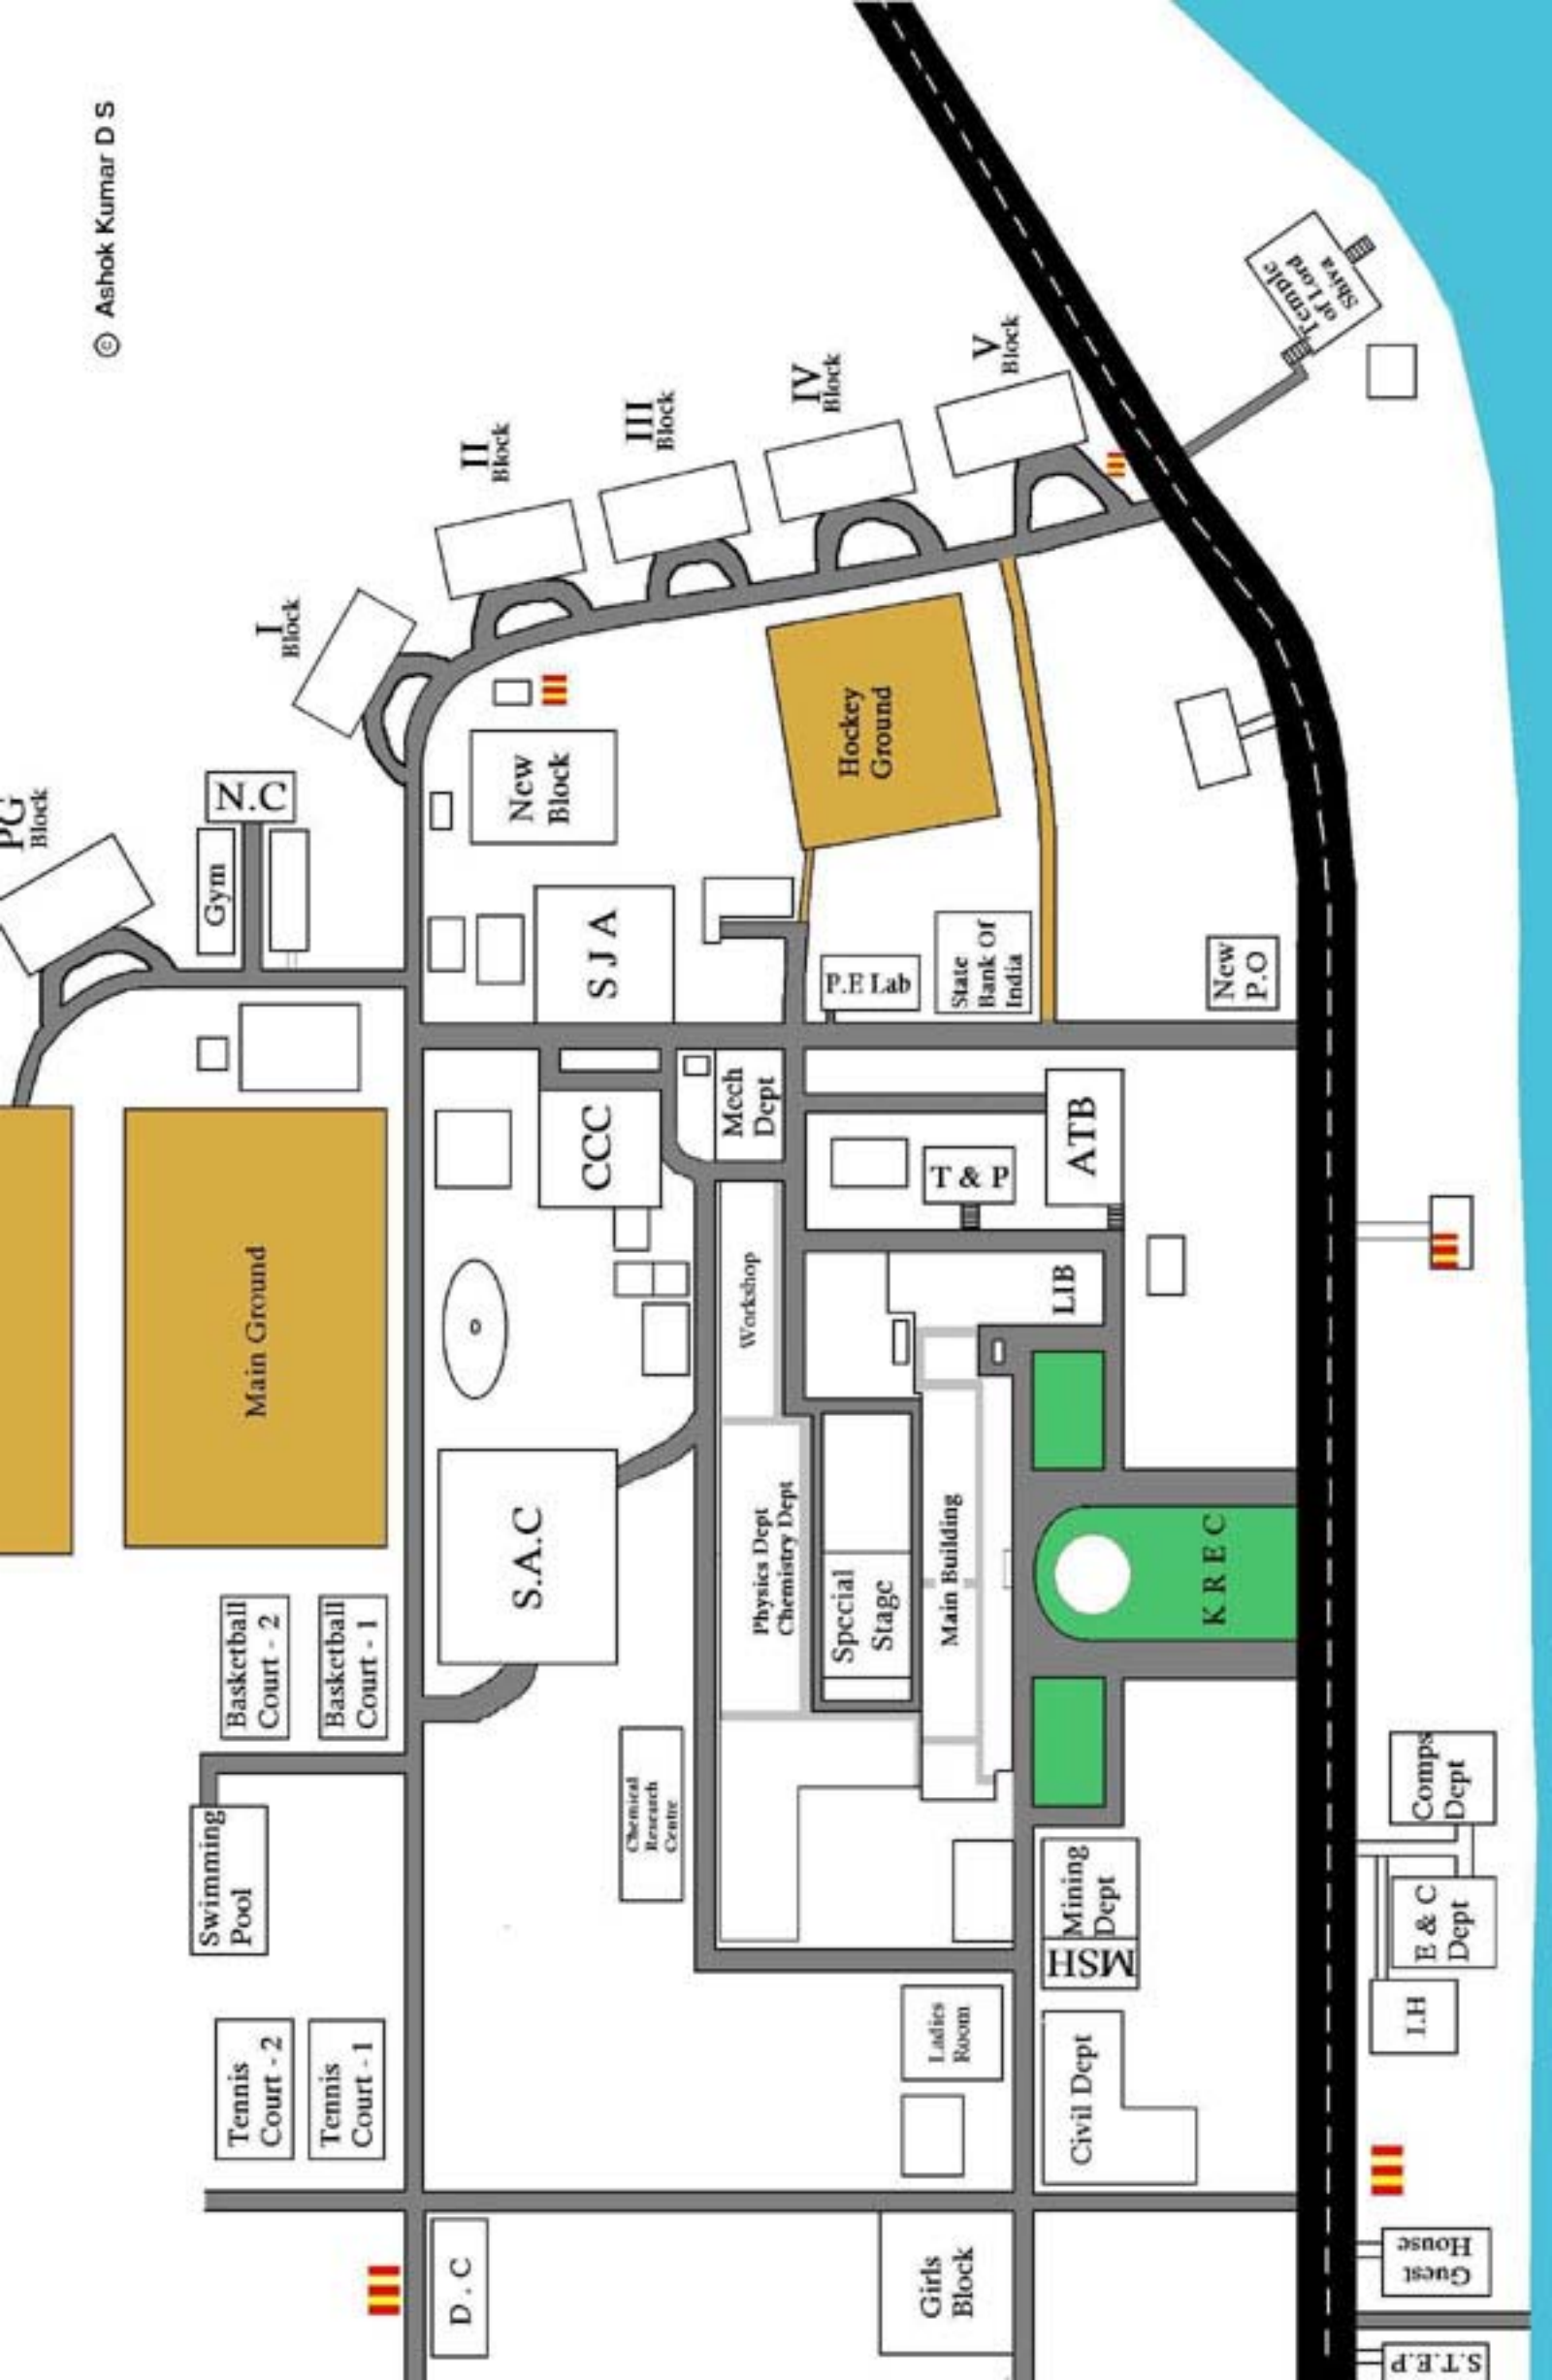 © Ashok Kumar D S
Temple
of Lord
Shiva
V
Block
IV
Block
III
Block
II
Block
I
Block
PG
Block
N.C
Gym
New
Block
Hockey
Ground
S J A
P.E Lab
State
Bank Of
India
New
P.O
CCC
Mech
Dept
T & P
ATB
Main Ground
Workshop
LIB
S.A.C
Physics Dept
Chemistry Dept
Special
Stage
Main Building
K R E C
Basketball
Court - 2
Basketball
Court - 1
Swimming
Pool
Chemical
Research
Centre
Mining
Dept
MSH
Comps
Dept
E & C
Dept
I.H
Tennis
Court - 2
Tennis
Court - 1
Ladies
Room
Civil Dept
D . C
Girls
Block
Guest
House
S.T.E.P